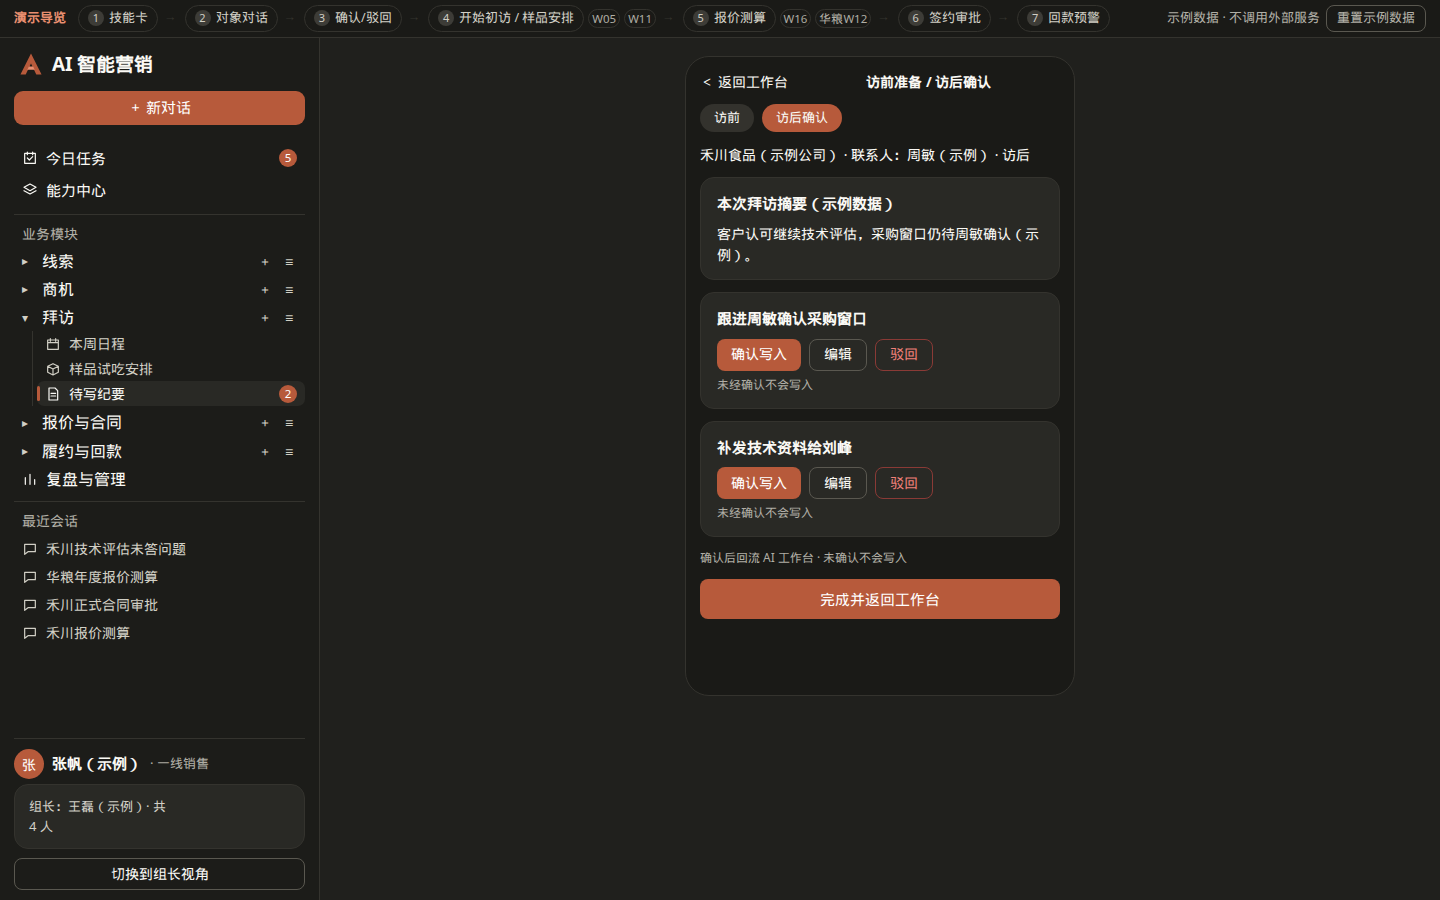 演示导览 1 技能卡 → 2 对象对话 → 3 确认/驳回 → 4 开始初访 / 样品安排 W05 W11 → 5 报价测算 W16 华粮W12 → 6 签约审批 → 7 回款预警 示例数据 · 不调用外部服务 重置示例数据
AI 智能营销
+ 新对话
今日任务 5
能力中心
业务模块
▸ 线索 + ≡
▸ 商机 + ≡
▾ 拜访 + ≡
本周日程
样品试吃安排
待写纪要 2
▸ 报价与合同 + ≡
▸ 履约与回款 + ≡
复盘与管理
最近会话
禾川技术评估未答问题
华粮年度报价测算
禾川正式合同审批
禾川报价测算
张 张帆（示例） · 一线销售
组长：王磊（示例）· 共
4 人
切换到组长视角
< 返回工作台 访前准备 / 访后确认
访前 访后确认
禾川食品（示例公司） · 联系人：周敏（示例） · 访后
本次拜访摘要（示例数据）
客户认可继续技术评估，采购窗口仍待周敏确认（示
例）。
跟进周敏确认采购窗口
确认写入 编辑 驳回
未经确认不会写入
补发技术资料给刘峰
确认写入 编辑 驳回
未经确认不会写入
确认后回流 AI 工作台 · 未确认不会写入
完成并返回工作台